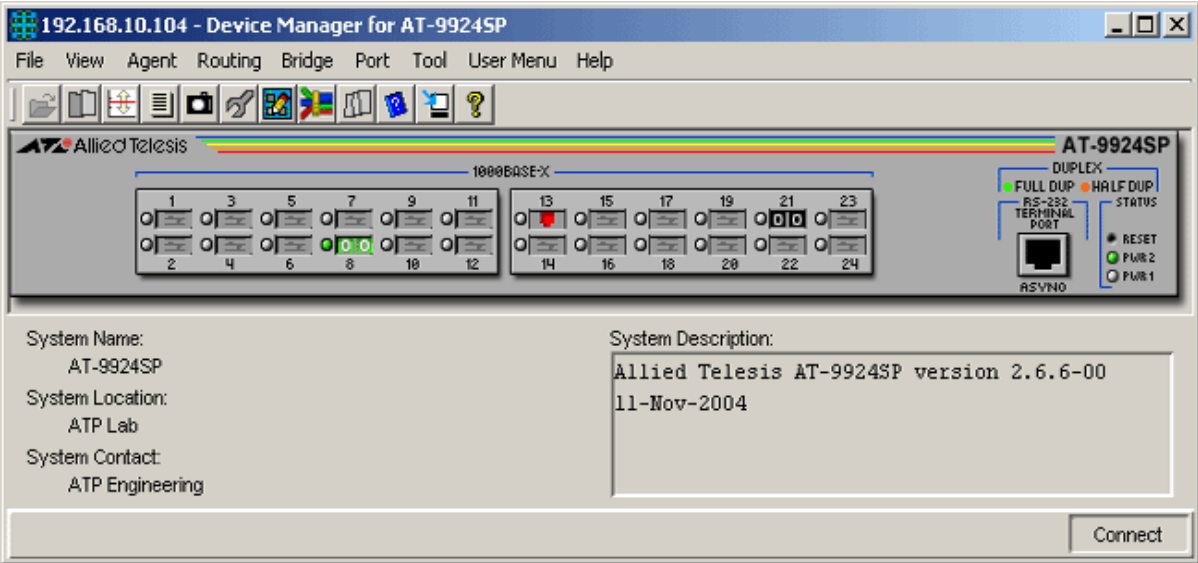 192.168.10.104 - Device Manager for AT-9924SP
File View Agent Routing Bridge Port Tool User Menu Help
Allied Telesis
AT-9924SP
1000BASE-X
1 3 5 7 9 11
13 15 17 19 21 23
2 4 6 8 10 12
14 16 18 20 22 24
DUPLEX
FULL DUP HALF DUP
RS-232
TERMINAL
PORT
ASYN0
STATUS
RESET
PWR2
PWR1
System Name:
AT-9924SP
System Location:
ATP Lab
System Contact:
ATP Engineering
System Description:
Allied Telesis AT-9924SP version 2.6.6-00
11-Nov-2004
Connect